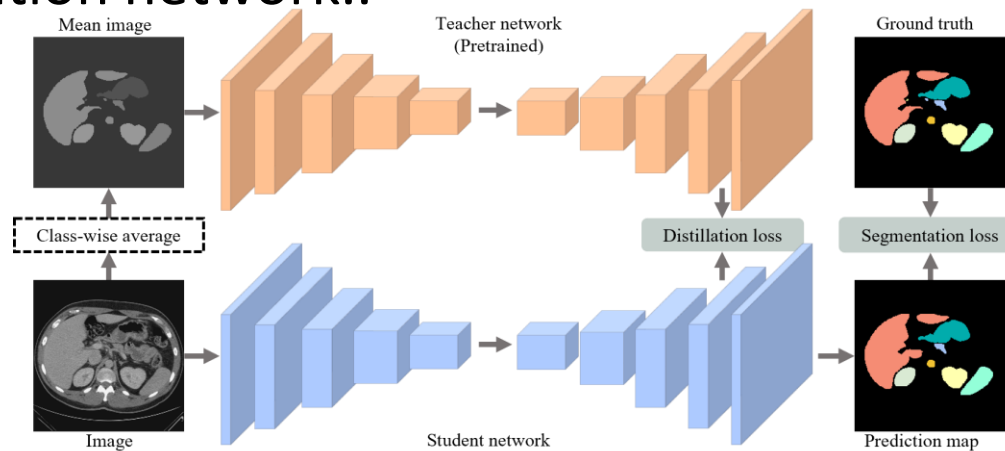 network..
Mean image
Teacher network
(Pretrained)
Ground truth
Class-wise average
Distillation loss
Segmentation loss
Image
Student network
Prediction map